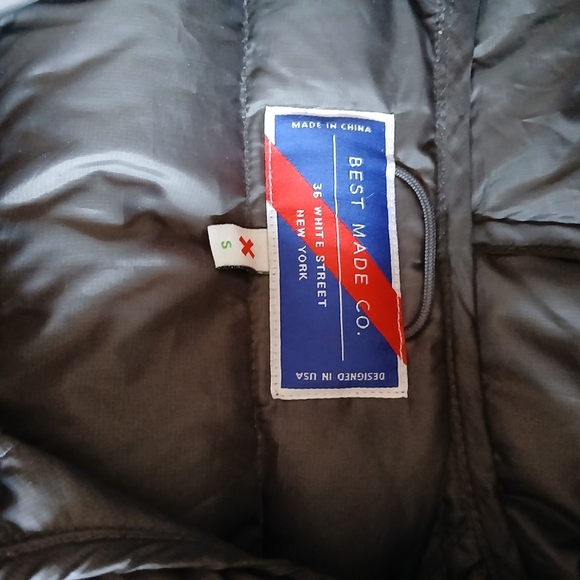 MADE IN CHINA
BEST MADE CO.
36 WHITE STREET
NEW YORK
DESIGNED IN USA
S